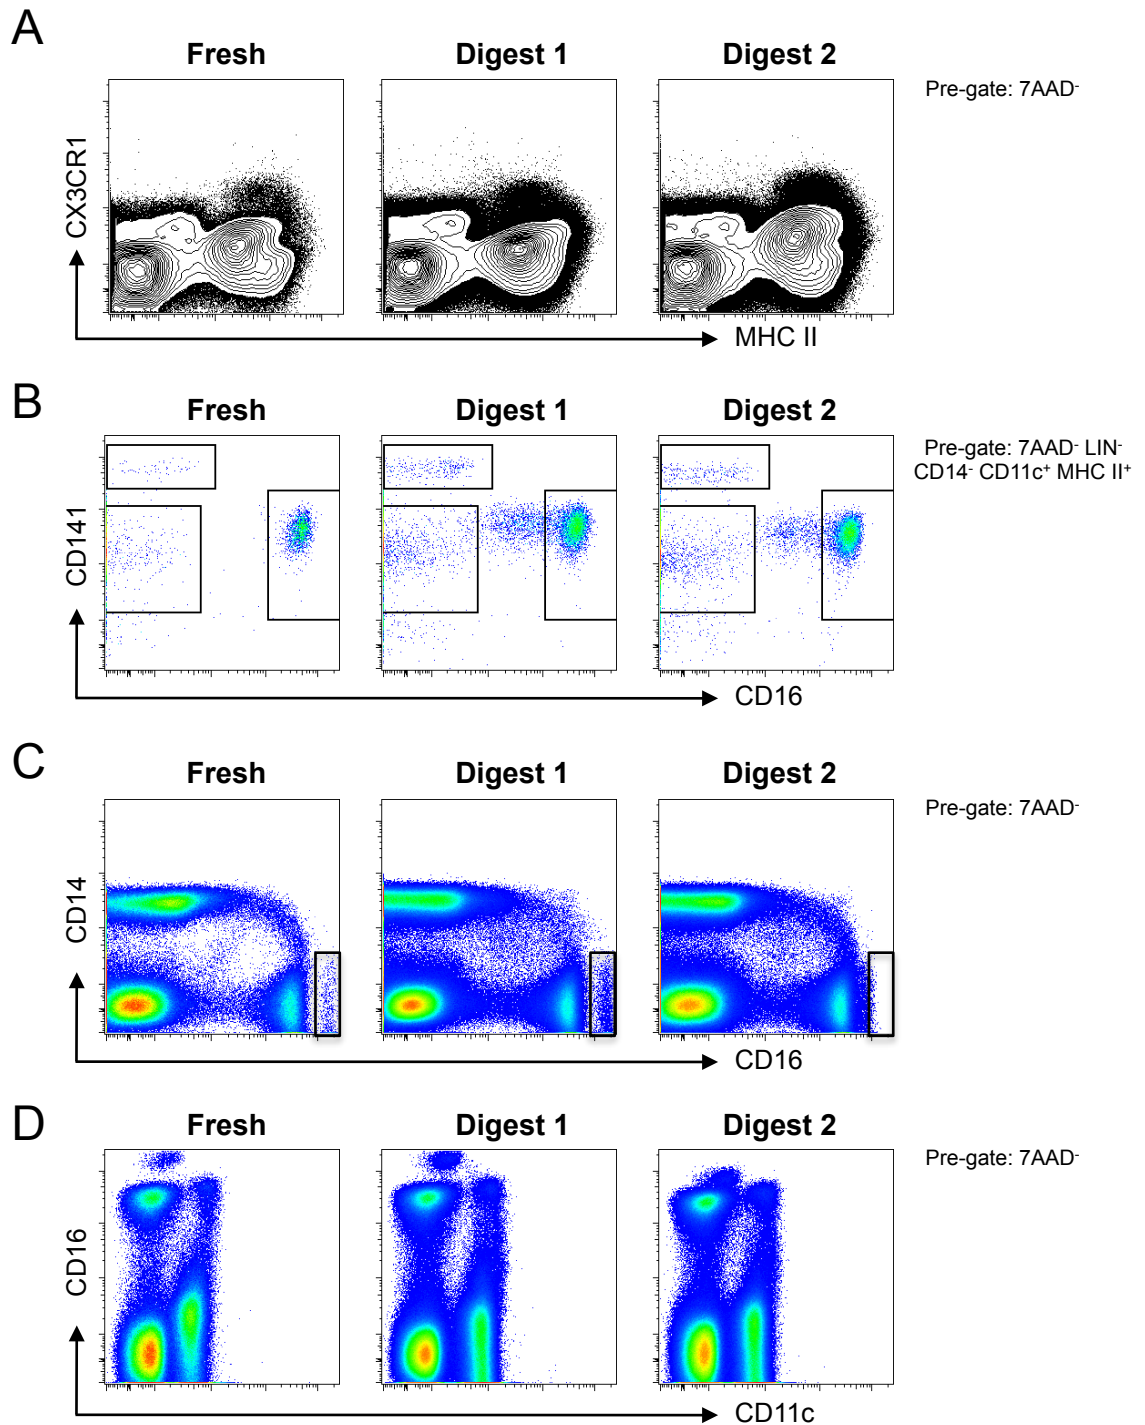 A
Fresh Digest 1 Digest 2
Pre-gate: 7AAD-
CX3CR1
MHC II
B
Fresh Digest 1 Digest 2
Pre-gate: 7AAD- LIN-
CD14- CD11c+ MHC II+
CD141
CD16
C
Fresh Digest 1 Digest 2
Pre-gate: 7AAD-
CD14
CD16
D
Fresh Digest 1 Digest 2
Pre-gate: 7AAD-
CD16
CD11c